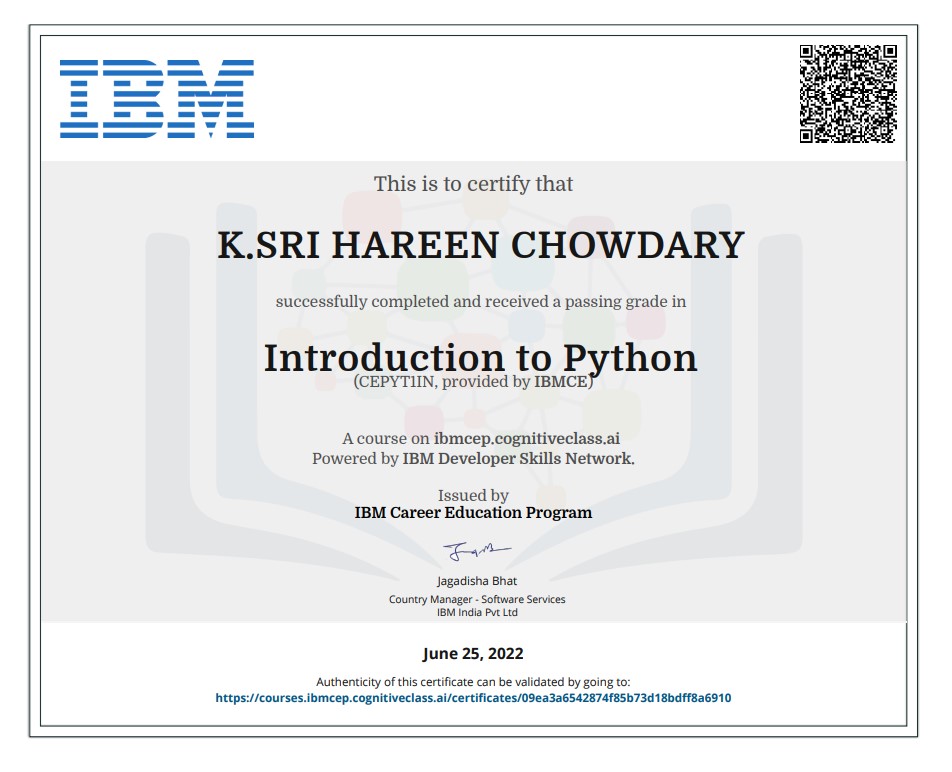 IBM
This is to certify that
K.SRI HAREEN CHOWDARY
successfully completed and received a passing grade in
Introduction to Python
(CEPYT1IN, provided by IBMCE)
A course on ibmcep.cognitiveclass.ai
Powered by IBM Developer Skills Network.
Issued by
IBM Career Education Program
Jagadisha Bhat
Country Manager - Software Services
IBM India Pvt Ltd
June 25, 2022
Authenticity of this certificate can be validated by going to:
https://courses.ibmcep.cognitiveclass.ai/certificates/09ea3a6542874f85b73d18bdff8a6910